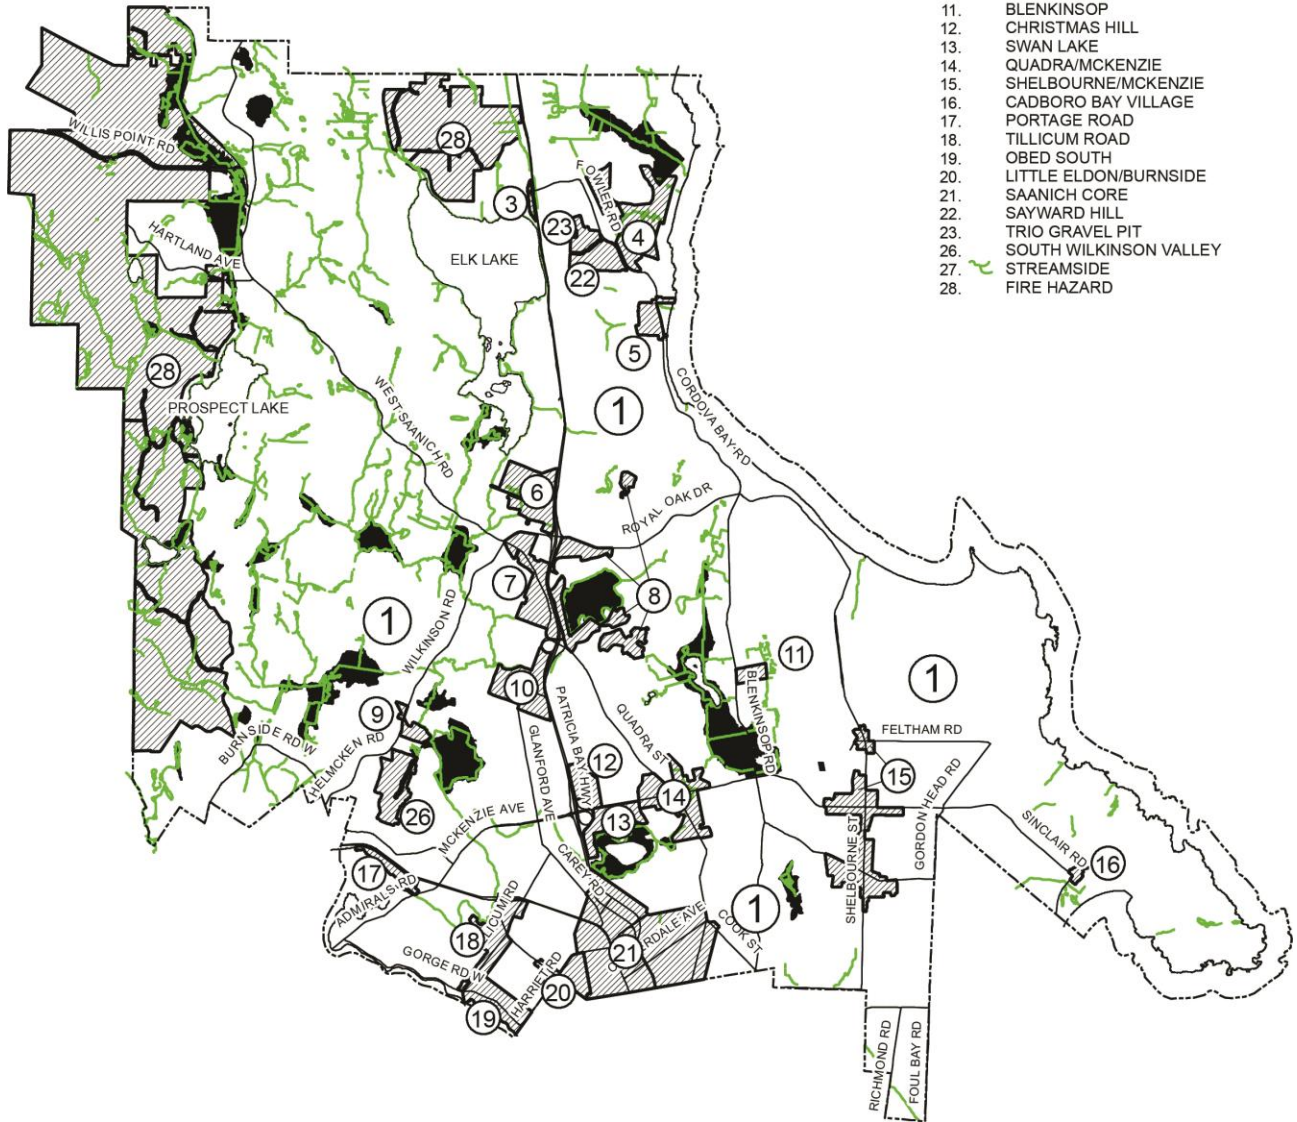 11. BLENKINSOP
12. CHRISTMAS HILL
13. SWAN LAKE
14. QUADRA/MCKENZIE
15. SHELBOURNE/MCKENZIE
16. CADBORO BAY VILLAGE
17. PORTAGE ROAD
18. TILLICUM ROAD
19. OBED SOUTH
20. LITTLE ELDON/BURNSIDE
21. SAANICH CORE
22. SAYWARD HILL
23. TRIO GRAVEL PIT
26. SOUTH WILKINSON VALLEY
27. STREAMSIDE
28. FIRE HAZARD
WILLIS POINT RD
28
FOWLER RD
3
23
4
HARTLAND AVE
ELK LAKE
22
5
28
PROSPECT LAKE
WEST SAANICH RD
1
CORDOVA BAY RD
6
ROYAL OAK DR
7
8
1
WILKINSON RD
11
1
10
9
PATRICIA BAY HWY
QUADRA ST
BLENKINSOP RD
FELTHAM RD
BURNSIDE RD W
HELMCKEN RD
GLANFORD AVE
12
15
GORDON HEAD RD
26
MCKENZIE AVE
14
13
SHELBOURNE ST
SINCLAIR RD
16
17
ADMIRALS RD
CAREY RD
CUM RD
1
18
GORGE RD W
HARRIET RD
21
RDALE AVE
COOK ST
20
19
RICHMOND RD
FOUL BAY RD